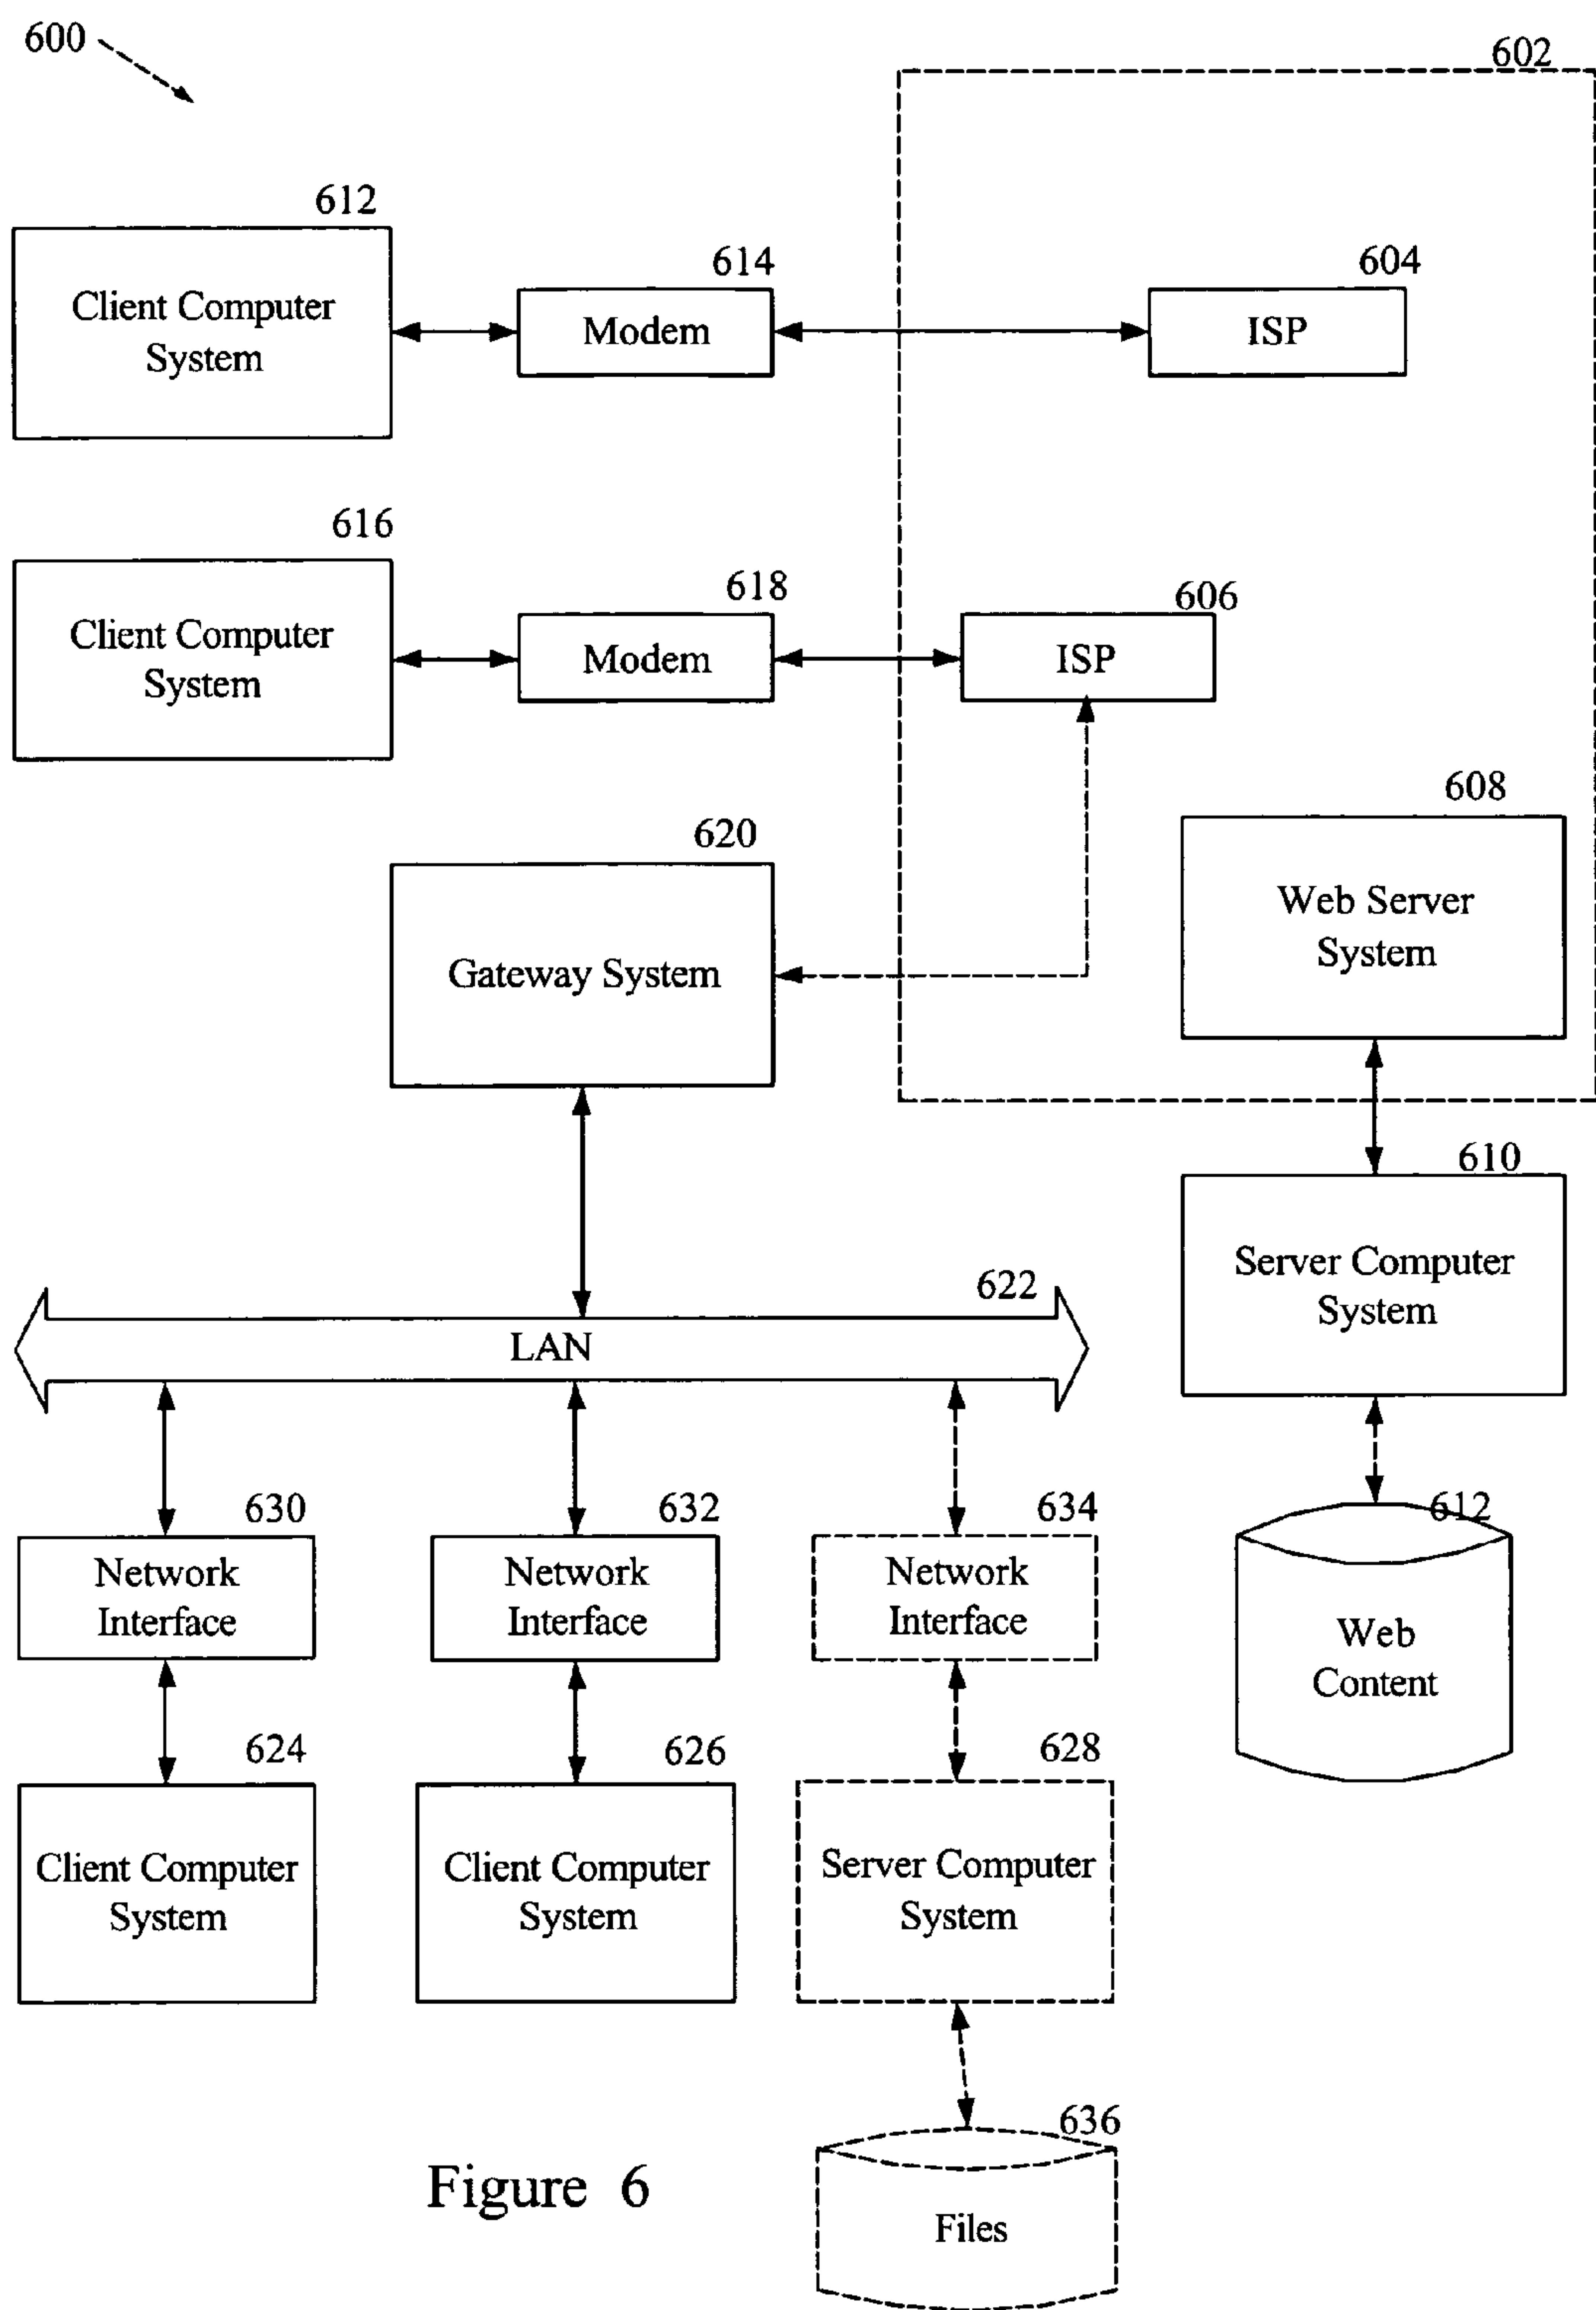 600
602
612
Client Computer
System
614
Modem
604
ISP
616
Client Computer
System
618
Modem
606
ISP
608
Web Server
System
620
Gateway System
610
Server Computer
System
622
LAN
612
Web
Content
630
Network
Interface
632
Network
Interface
634
Network
Interface
624
Client Computer
System
626
Client Computer
System
628
Server Computer
System
636
Files
Figure 6